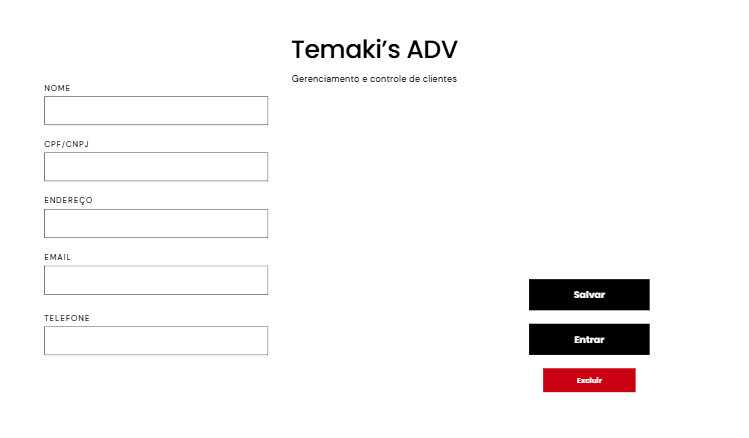 Temaki's ADV
Gerenciamento e controle de clientes
NOME
CPF/CNPJ
ENDEREÇO
EMAIL
TELEFONE
Salvar
Entrar
Excluir